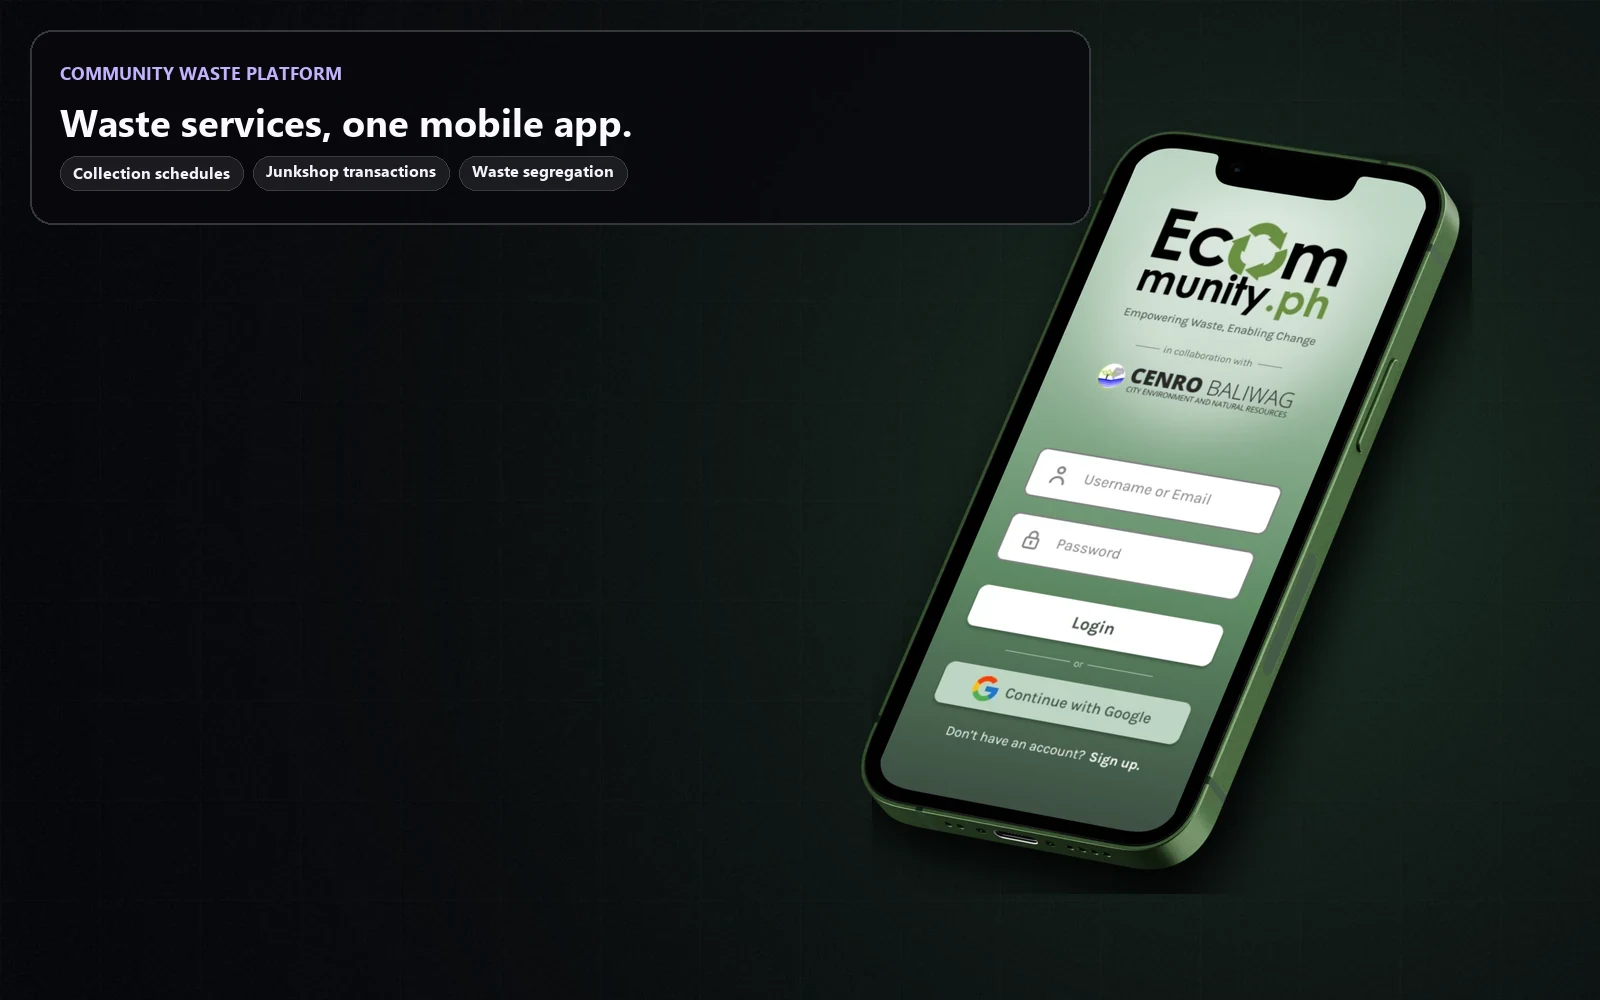 COMMUNITY WASTE PLATFORM
Waste services, one mobile app.
Collection schedules Junkshop transactions Waste segregation
Ecom
munity.ph
Empowering Waste, Enabling Change
in collaboration with
CENRO BALIWAG
CITY ENVIRONMENT AND NATURAL RESOURCES
Username or Email
Password
Login
or
Continue with Google
Don't have an account? Sign up.